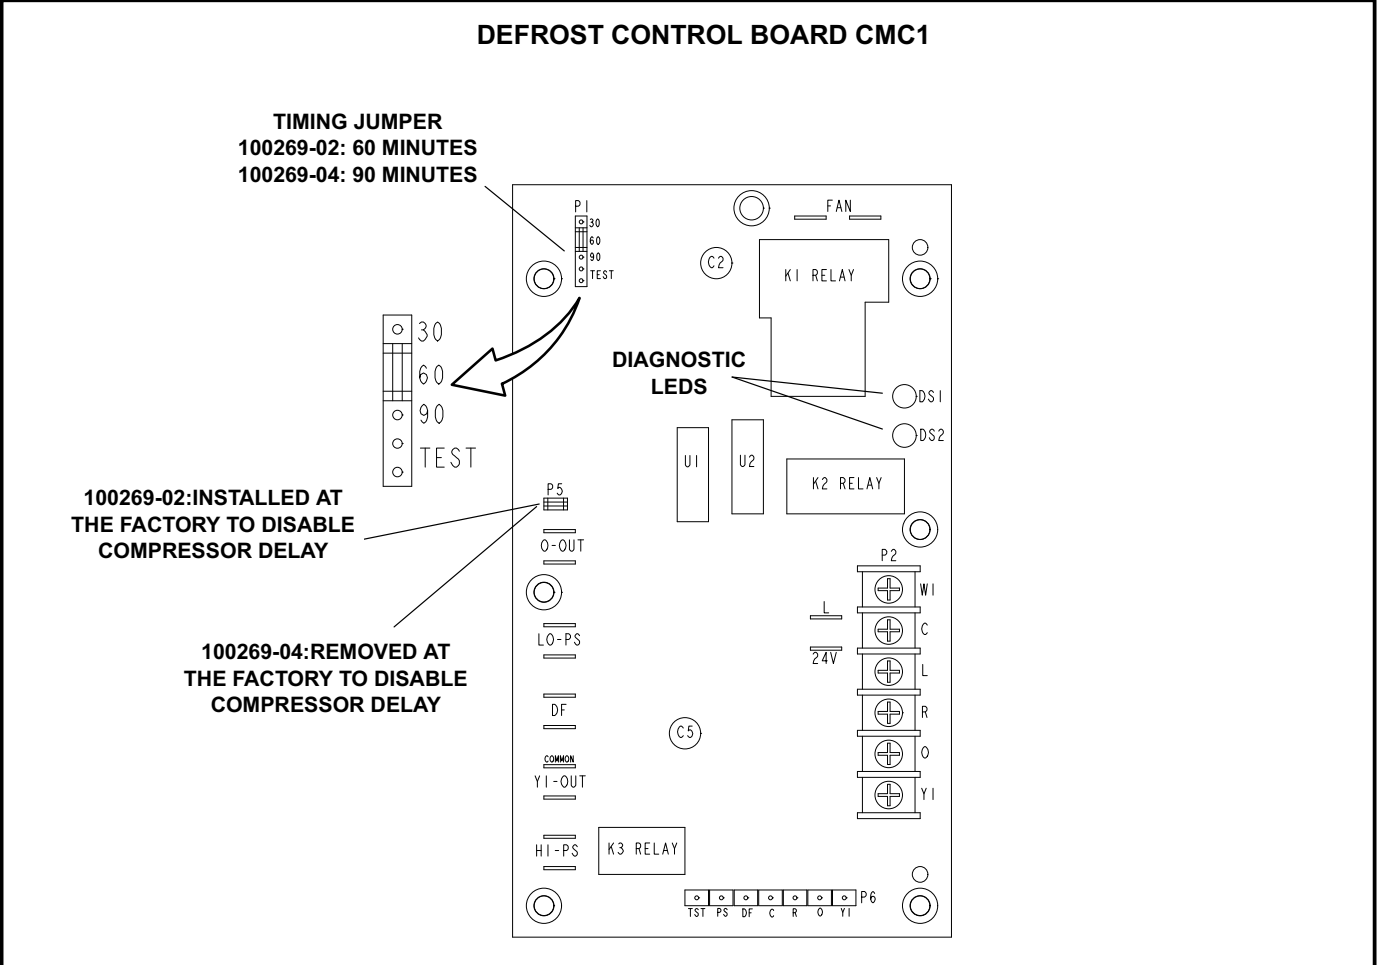 DEFROST CONTROL BOARD CMC1
TIMING JUMPER
100269-02: 60 MINUTES
100269-04: 90 MINUTES
P1
30
60
90
TEST
FAN
C2
K1 RELAY
30
60
90
TEST
DIAGNOSTIC
LEDS
DS1
DS2
U1
U2
K2 RELAY
100269-02:INSTALLED AT
THE FACTORY TO DISABLE
COMPRESSOR DELAY
P5
O-OUT
P2
W1
C
L
R
O
Y1
L
24V
100269-04:REMOVED AT
THE FACTORY TO DISABLE
COMPRESSOR DELAY
LO-PS
DF
C5
COMMON
Y1-OUT
HI-PS
K3 RELAY
P6
TST PS DF C R O Y1